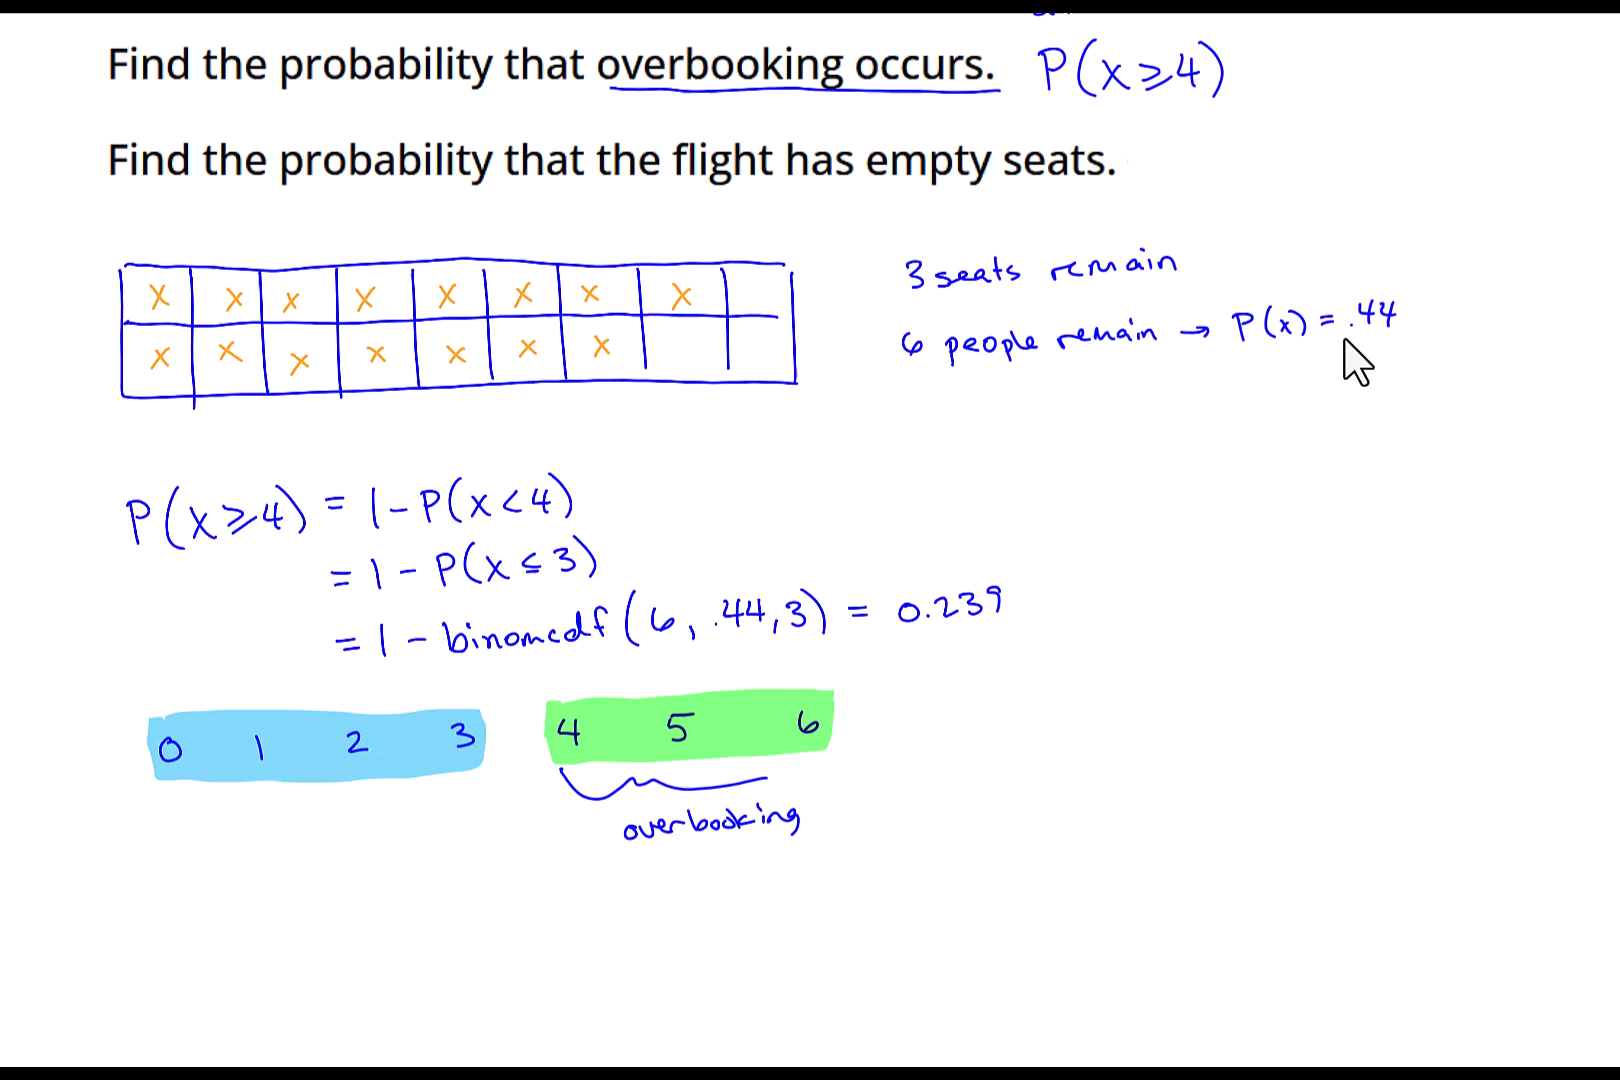 Find the probability that overbooking occurs. P(x≥4)
Find the probability that the flight has empty seats.
3 seats remain
6 people remain → P(x) = .44
X X X X X X X X
X X X X X X X
P(x≥4) = 1 - P(x<4)
= 1 - P(x≤3)
= 1 - binomcdf(6, .44, 3) = 0.239
0 1 2 3 4 5 6
overbooking